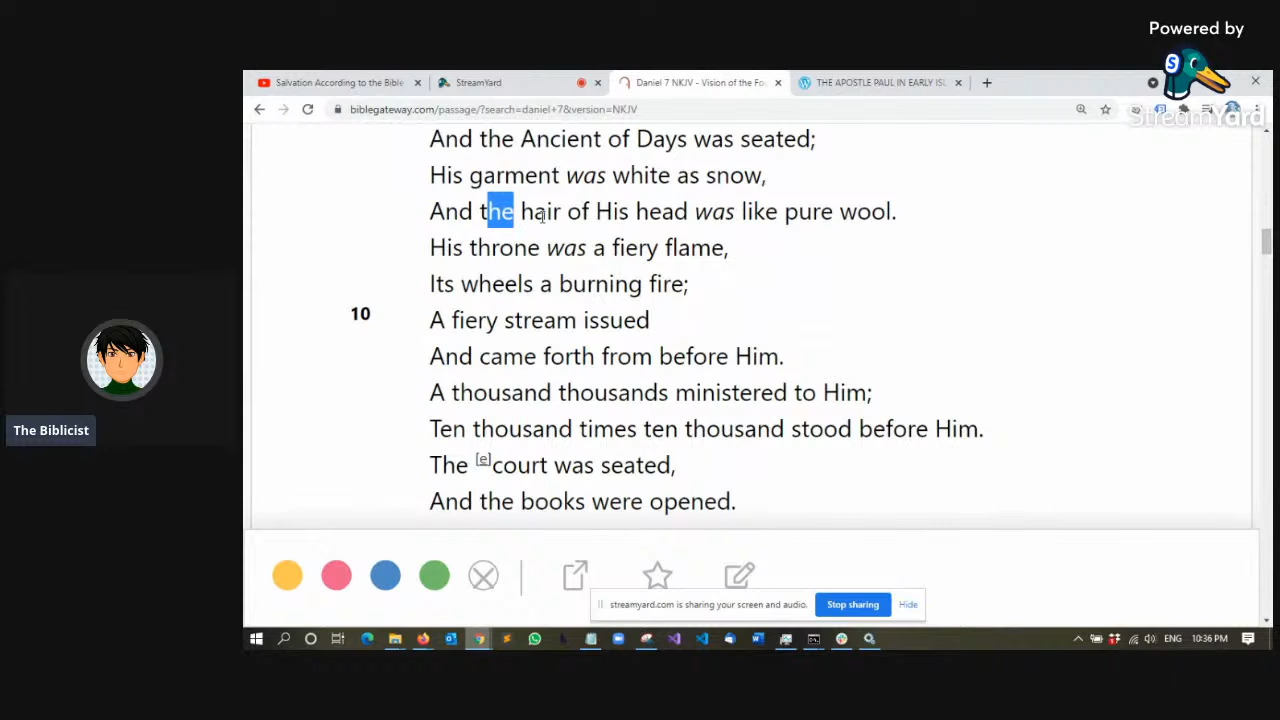 Powered by
StreamYard
Salvation According to the Bible
StreamYard
Daniel 7 NKJV - Vision of the Fo
THE APOSTLE PAUL IN EARLY ISL
biblegateway.com/passage/?search=daniel+7&version=NKJV
And the Ancient of Days was seated;
His garment was white as snow,
And the hair of His head was like pure wool.
His throne was a fiery flame,
Its wheels a burning fire;
10 A fiery stream issued
And came forth from before Him.
A thousand thousands ministered to Him;
Ten thousand times ten thousand stood before Him.
The [e]court was seated,
And the books were opened.
The Biblicist
streamyard.com is sharing your screen and audio. Stop sharing Hide
ENG 10:36 PM